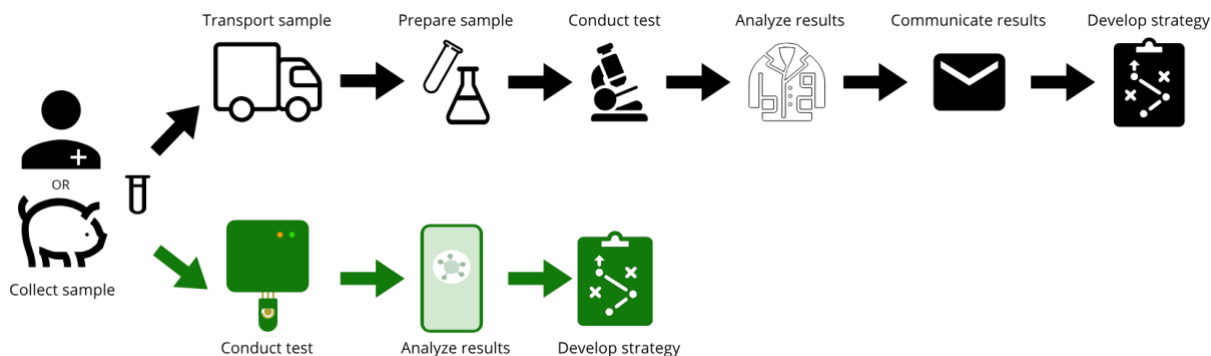 Transport sample
Prepare sample
Conduct test
Analyze results
Communicate results
Develop strategy
OR
Collect sample
Conduct test
Analyze results
Develop strategy